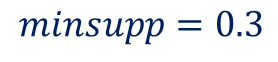 minsupp = 0.3